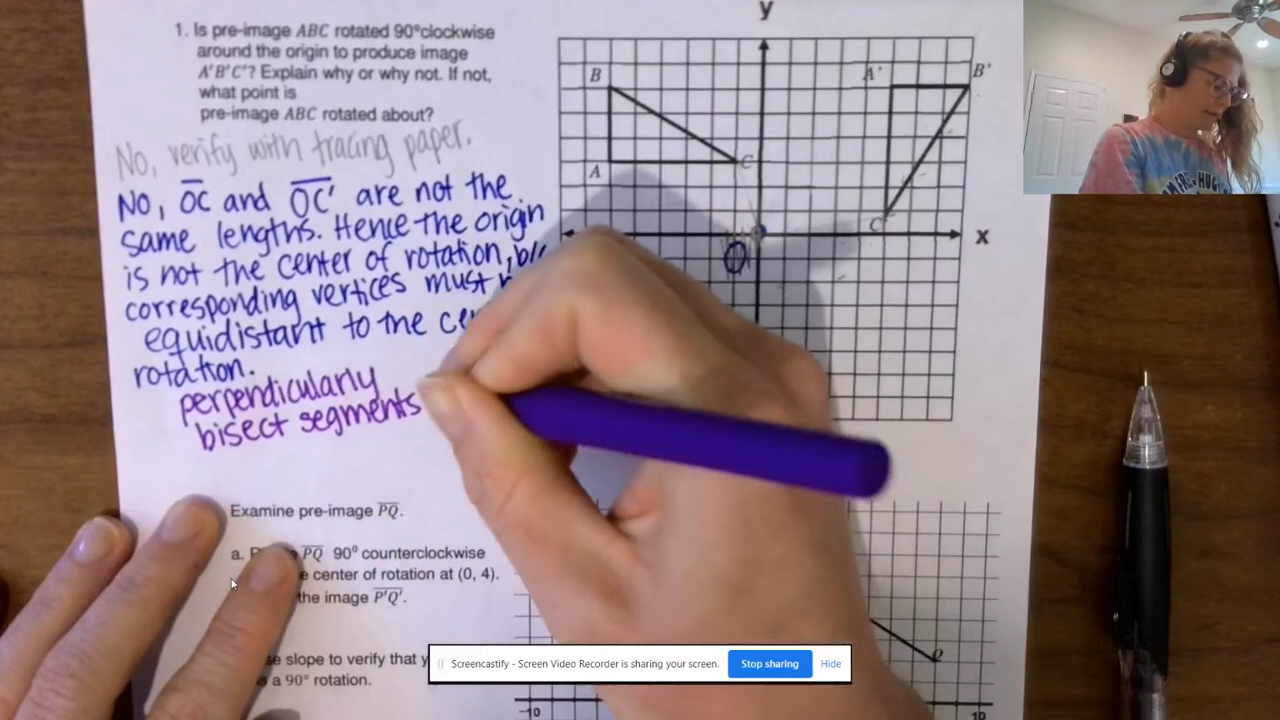 1. Is pre-image ABC rotated 90°clockwise
around the origin to produce image
A'B'C'? Explain why or why not. If not,
what point is
pre-image ABC rotated about?
No, verify with tracing paper.
No, OC and OC' are not the
same lengths. Hence the origin
is not the center of rotation, b/c
corresponding vertices must
equidistant to the
rotation.
perpendicularly
bisect segments
y
B
A
C
A'
B'
C'
x
O
Examine pre-image PQ.
a. PQ 90° counterclockwise
center of rotation at (0, 4).
the image P'Q'.
slope to verify that
a 90° rotation.
Q
-10
10
Screencastify - Screen Video Recorder is sharing your screen.
Stop sharing
Hide